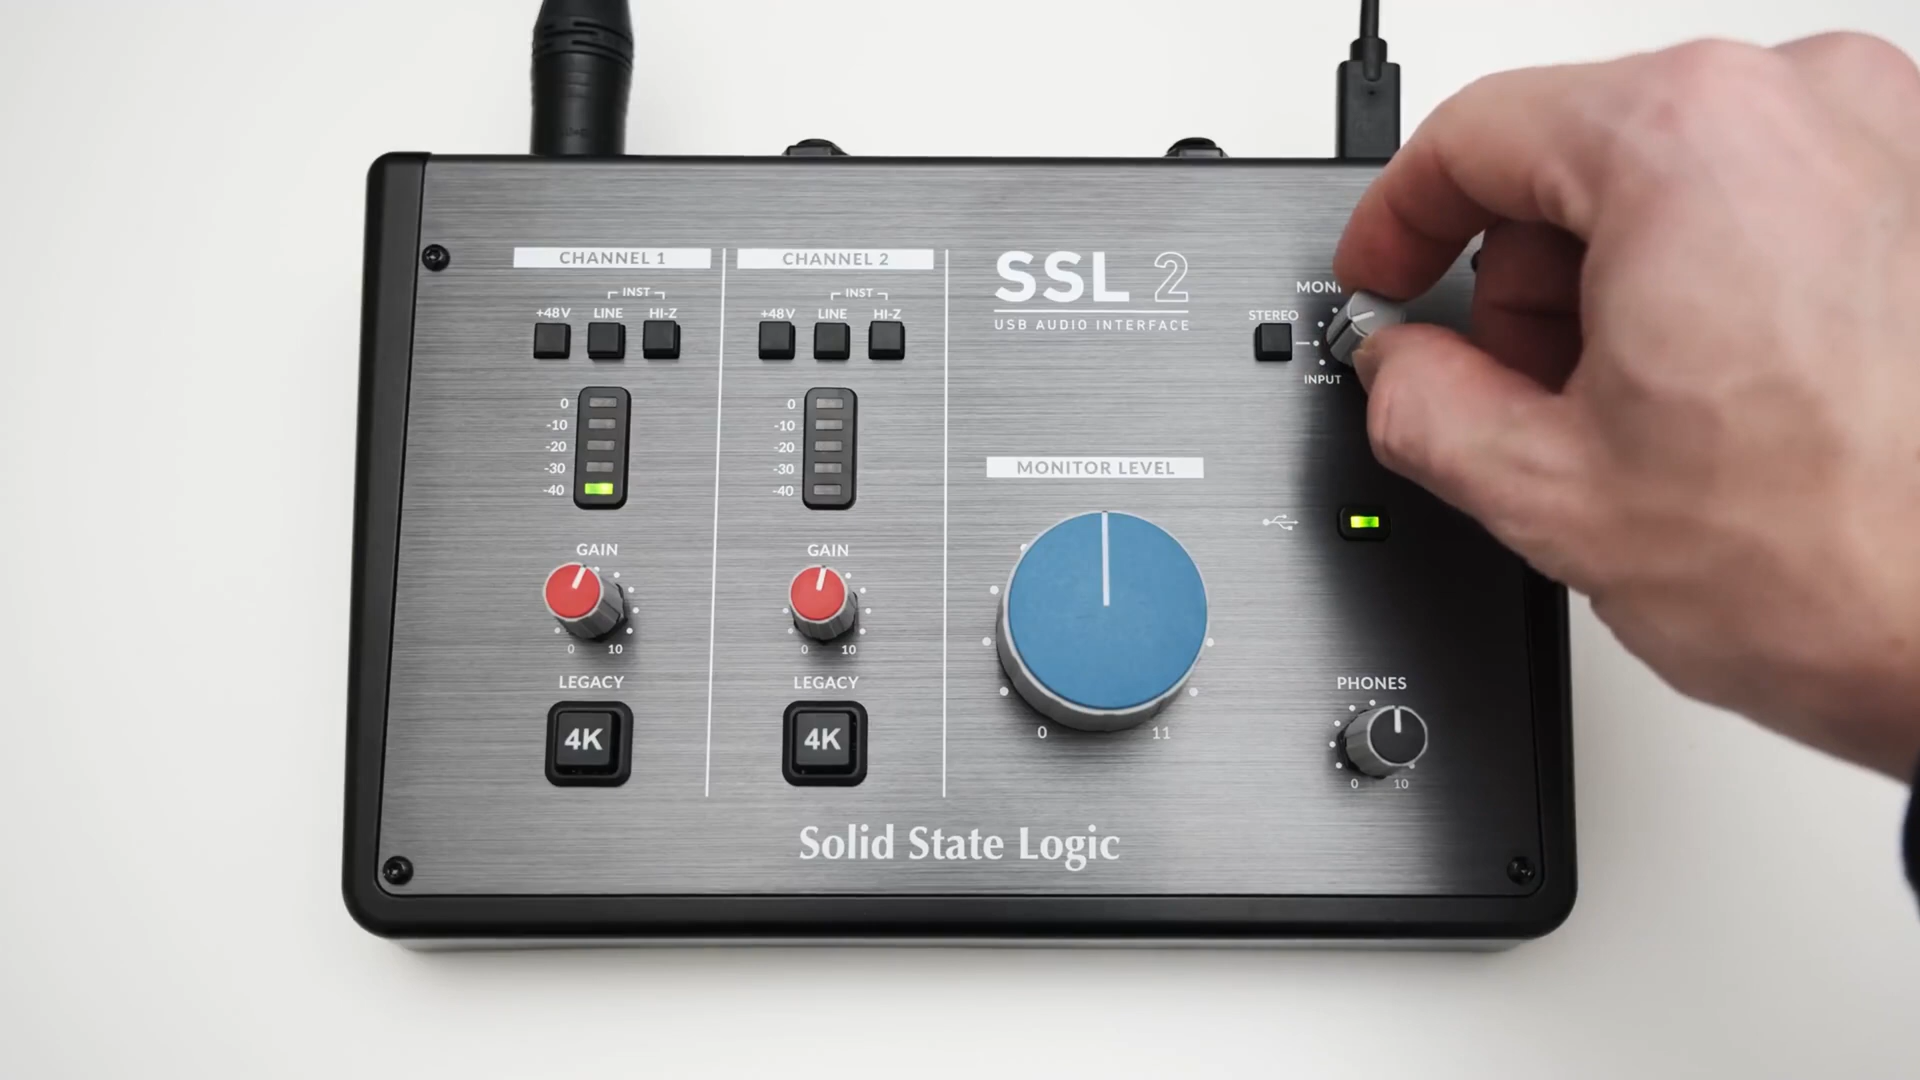 CHANNEL 1
INST
+48V LINE HI-Z
0
-10
-20
-30
-40
GAIN
0 10
LEGACY
4K
CHANNEL 2
INST
+48V LINE HI-Z
0
-10
-20
-30
-40
GAIN
0 10
LEGACY
4K
SSL 2
USB AUDIO INTERFACE
MONITOR LEVEL
0 11
MONI
STEREO
INPUT
PHONES
0 10
Solid State Logic